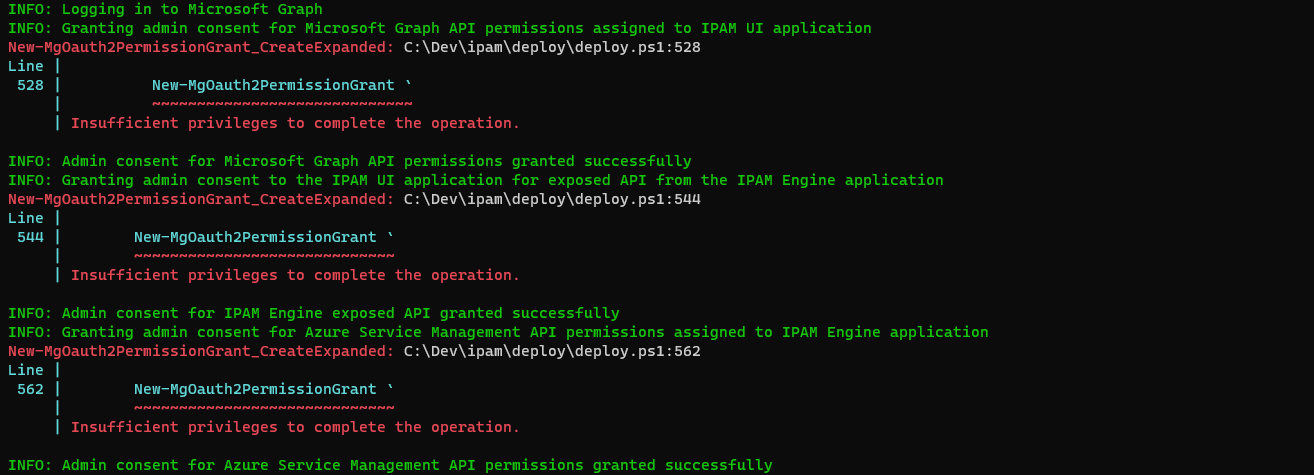 INFO: Logging in to Microsoft Graph
INFO: Granting admin consent for Microsoft Graph API permissions assigned to IPAM UI application
New-MgOauth2PermissionGrant_CreateExpanded: C:\Dev\ipam\deploy\deploy.ps1:528
Line |
 528 |          New-MgOauth2PermissionGrant `
     |          ~~~~~~~~~~~~~~~~~~~~~~~~~~~~~
     | Insufficient privileges to complete the operation.

INFO: Admin consent for Microsoft Graph API permissions granted successfully
INFO: Granting admin consent to the IPAM UI application for exposed API from the IPAM Engine application
New-MgOauth2PermissionGrant_CreateExpanded: C:\Dev\ipam\deploy\deploy.ps1:544
Line |
 544 |        New-MgOauth2PermissionGrant `
     |        ~~~~~~~~~~~~~~~~~~~~~~~~~~~~~
     | Insufficient privileges to complete the operation.

INFO: Admin consent for IPAM Engine exposed API granted successfully
INFO: Granting admin consent for Azure Service Management API permissions assigned to IPAM Engine application
New-MgOauth2PermissionGrant_CreateExpanded: C:\Dev\ipam\deploy\deploy.ps1:562
Line |
 562 |        New-MgOauth2PermissionGrant `
     |        ~~~~~~~~~~~~~~~~~~~~~~~~~~~~~
     | Insufficient privileges to complete the operation.

INFO: Admin consent for Azure Service Management API permissions granted successfully